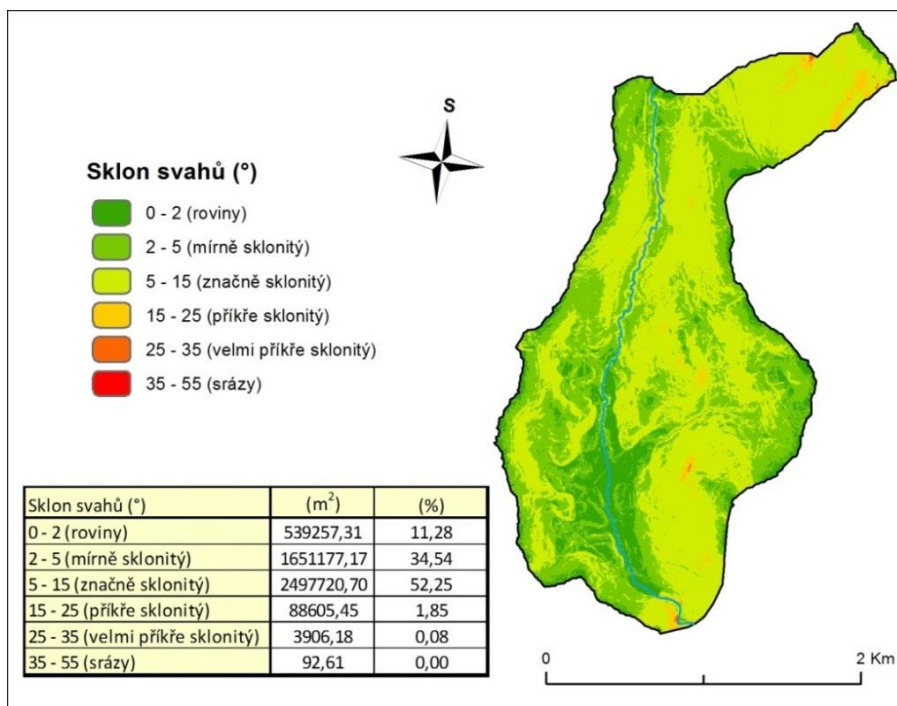 S
Sklon svahů (°)
0 - 2 (roviny)
2 - 5 (mírně sklonitý)
5 - 15 (značně sklonitý)
15 - 25 (příkře sklonitý)
25 - 35 (velmi příkře sklonitý)
35 - 55 (srázy)
Sklon svahů (°) (m²) (%)
0 - 2 (roviny) 539257,31 11,28
2 - 5 (mírně sklonitý) 1651177,17 34,54
5 - 15 (značně sklonitý) 2497720,70 52,25
15 - 25 (příkře sklonitý) 88605,45 1,85
25 - 35 (velmi příkře sklonitý) 3906,18 0,08
35 - 55 (srázy) 92,61 0,00
0 2 Km